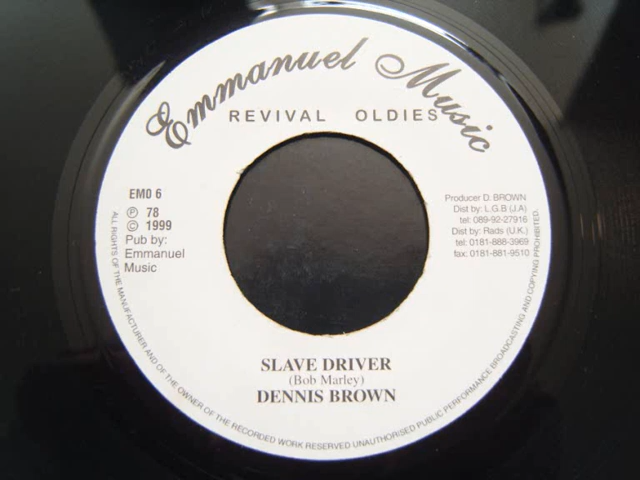 Emmanuel Music
REVIVAL OLDIES
EMO 6
℗ 78
© 1999
Pub by:
Emmanuel
Music
Producer D. BROWN
Dist by: L.G.B (J.A)
tel: 089-92-27916
Dist by: Rads (U.K.)
tel: 0181-888-3969
fax: 0181-881-9510
SLAVE DRIVER
(Bob Marley)
DENNIS BROWN
ALL RIGHTS OF THE MANUFACTURER AND OF THE OWNER OF THE RECORDED WORK RESERVED UNAUTHORISED PUBLIC PERFORMANCE BROADCASTING AND COPYING PROHIBITED.